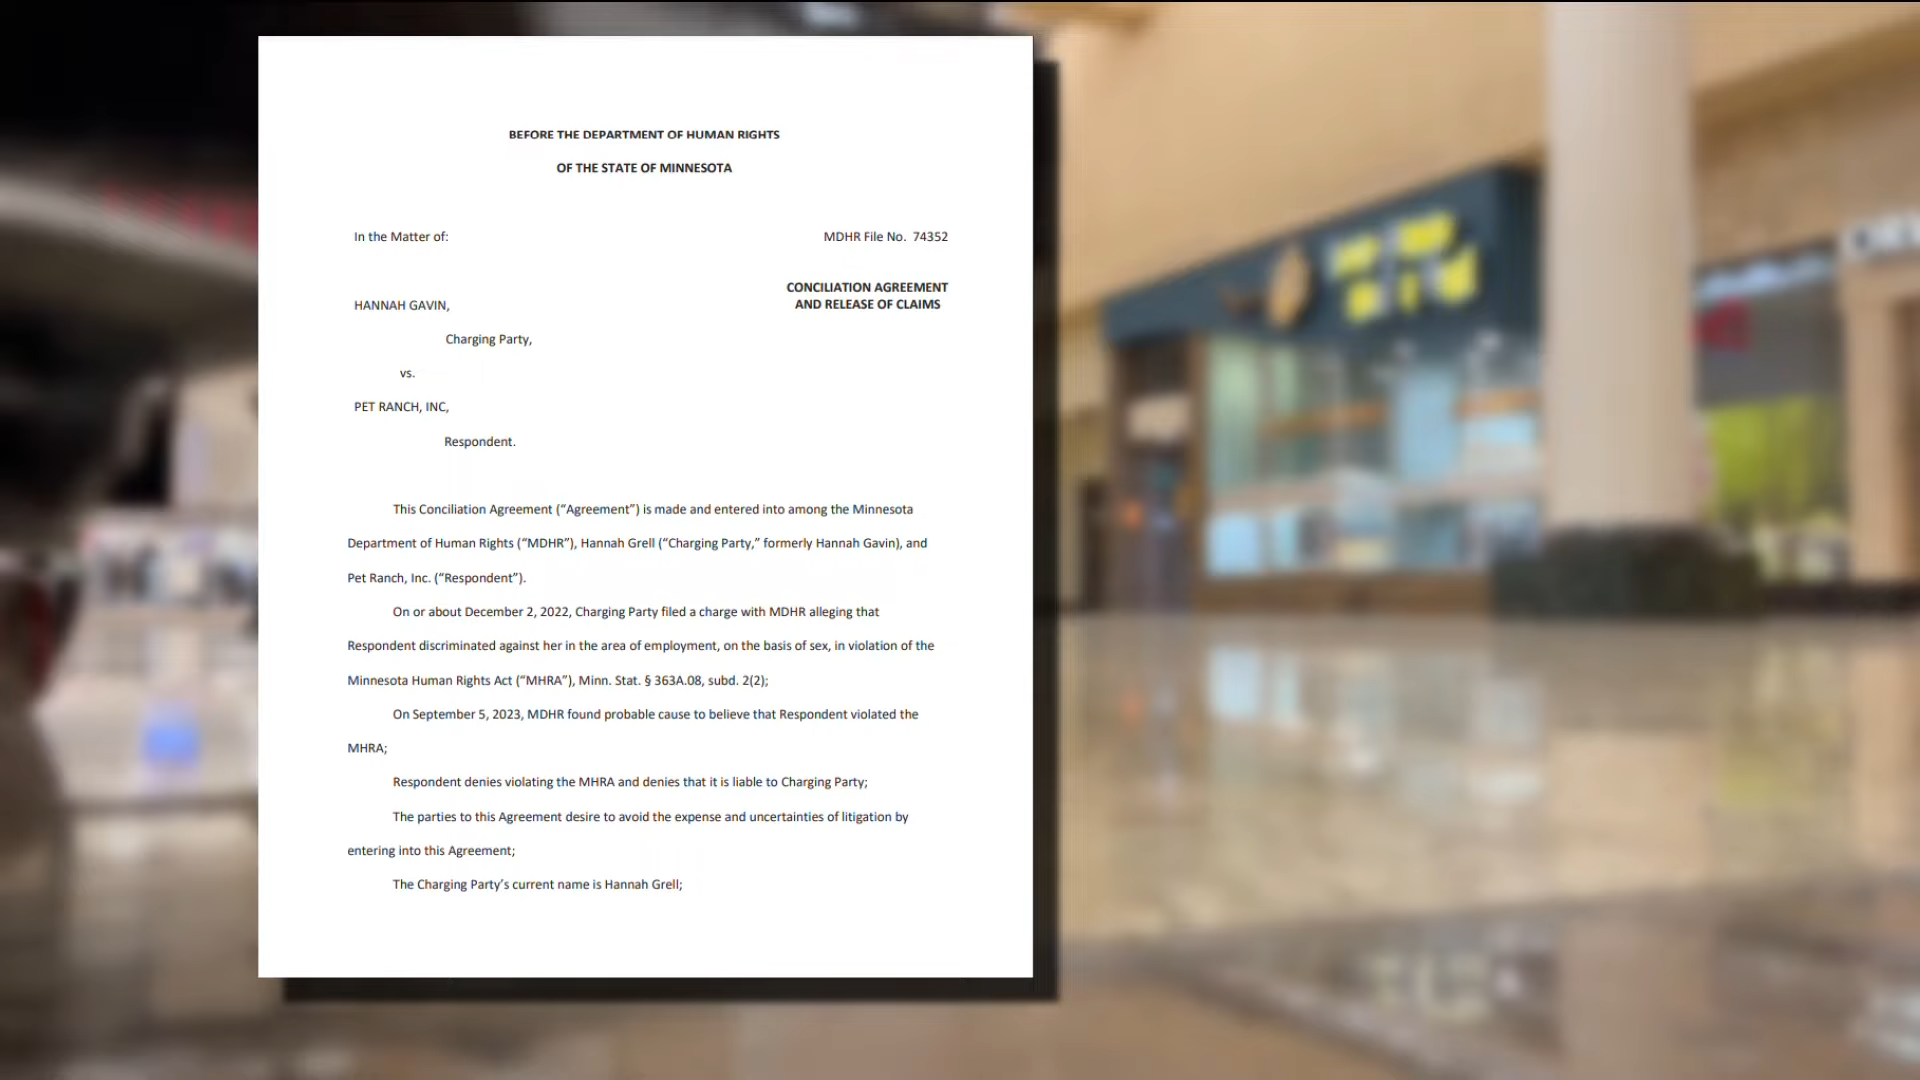 BEFORE THE DEPARTMENT OF HUMAN RIGHTS
OF THE STATE OF MINNESOTA
In the Matter of:
MDHR File No. 74352
CONCILIATION AGREEMENT
AND RELEASE OF CLAIMS
HANNAH GAVIN,
Charging Party,
vs.
PET RANCH, INC,
Respondent.
This Conciliation Agreement (“Agreement”) is made and entered into among the Minnesota
Department of Human Rights (“MDHR”), Hannah Grell (“Charging Party,” formerly Hannah Gavin), and
Pet Ranch, Inc. (“Respondent”).
On or about December 2, 2022, Charging Party filed a charge with MDHR alleging that
Respondent discriminated against her in the area of employment, on the basis of sex, in violation of the
Minnesota Human Rights Act (“MHRA”), Minn. Stat. § 363A.08, subd. 2(2);
On September 5, 2023, MDHR found probable cause to believe that Respondent violated the
MHRA;
Respondent denies violating the MHRA and denies that it is liable to Charging Party;
The parties to this Agreement desire to avoid the expense and uncertainties of litigation by
entering into this Agreement;
The Charging Party’s current name is Hannah Grell;